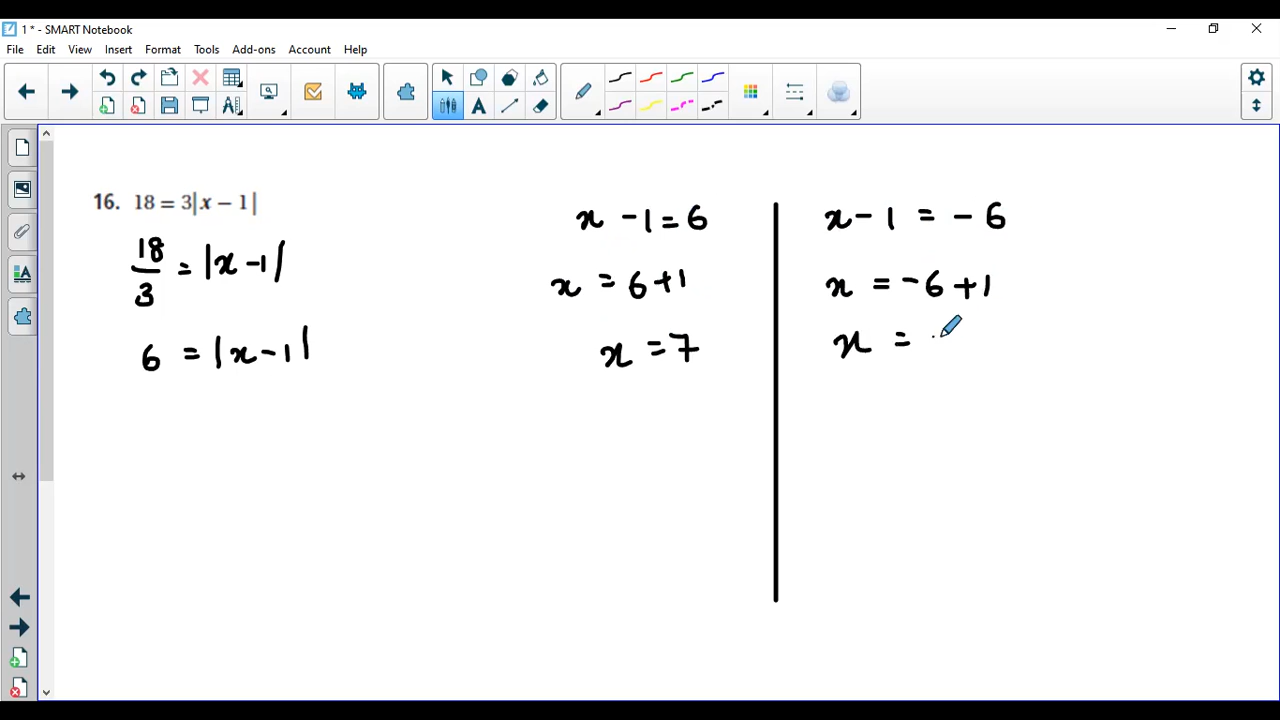 1 * - SMART Notebook
File Edit View Insert Format Tools Add-ons Account Help
16. 18 = 3|x − 1|
18/3 = |x - 1|
6 = |x - 1|
x - 1 = 6
x = 6 + 1
x = 7
x - 1 = - 6
x = - 6 + 1
x =